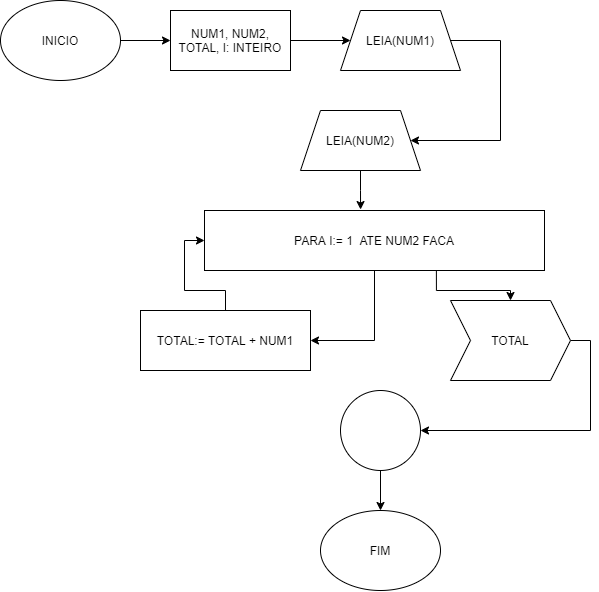 INICIO
NUM1, NUM2,
TOTAL, I: INTEIRO
LEIA(NUM1)
LEIA(NUM2)
PARA I:= 1 ATE NUM2 FACA
TOTAL:= TOTAL + NUM1
TOTAL
FIM